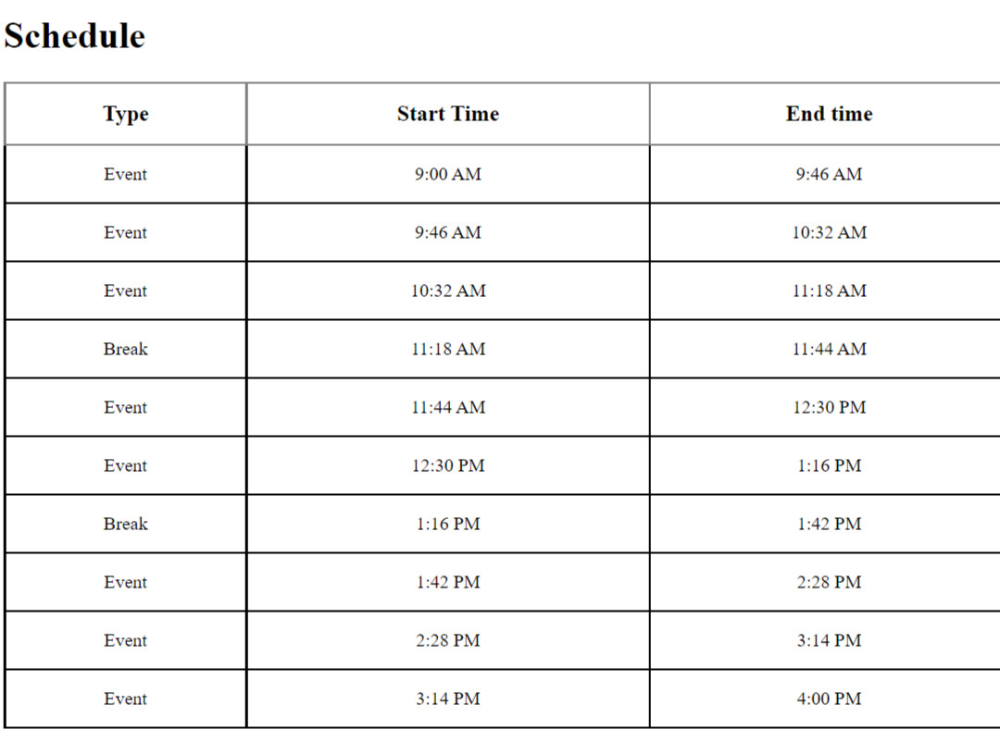 Schedule
Type Start Time End time
Event 9:00 AM 9:46 AM
Event 9:46 AM 10:32 AM
Event 10:32 AM 11:18 AM
Break 11:18 AM 11:44 AM
Event 11:44 AM 12:30 PM
Event 12:30 PM 1:16 PM
Break 1:16 PM 1:42 PM
Event 1:42 PM 2:28 PM
Event 2:28 PM 3:14 PM
Event 3:14 PM 4:00 PM